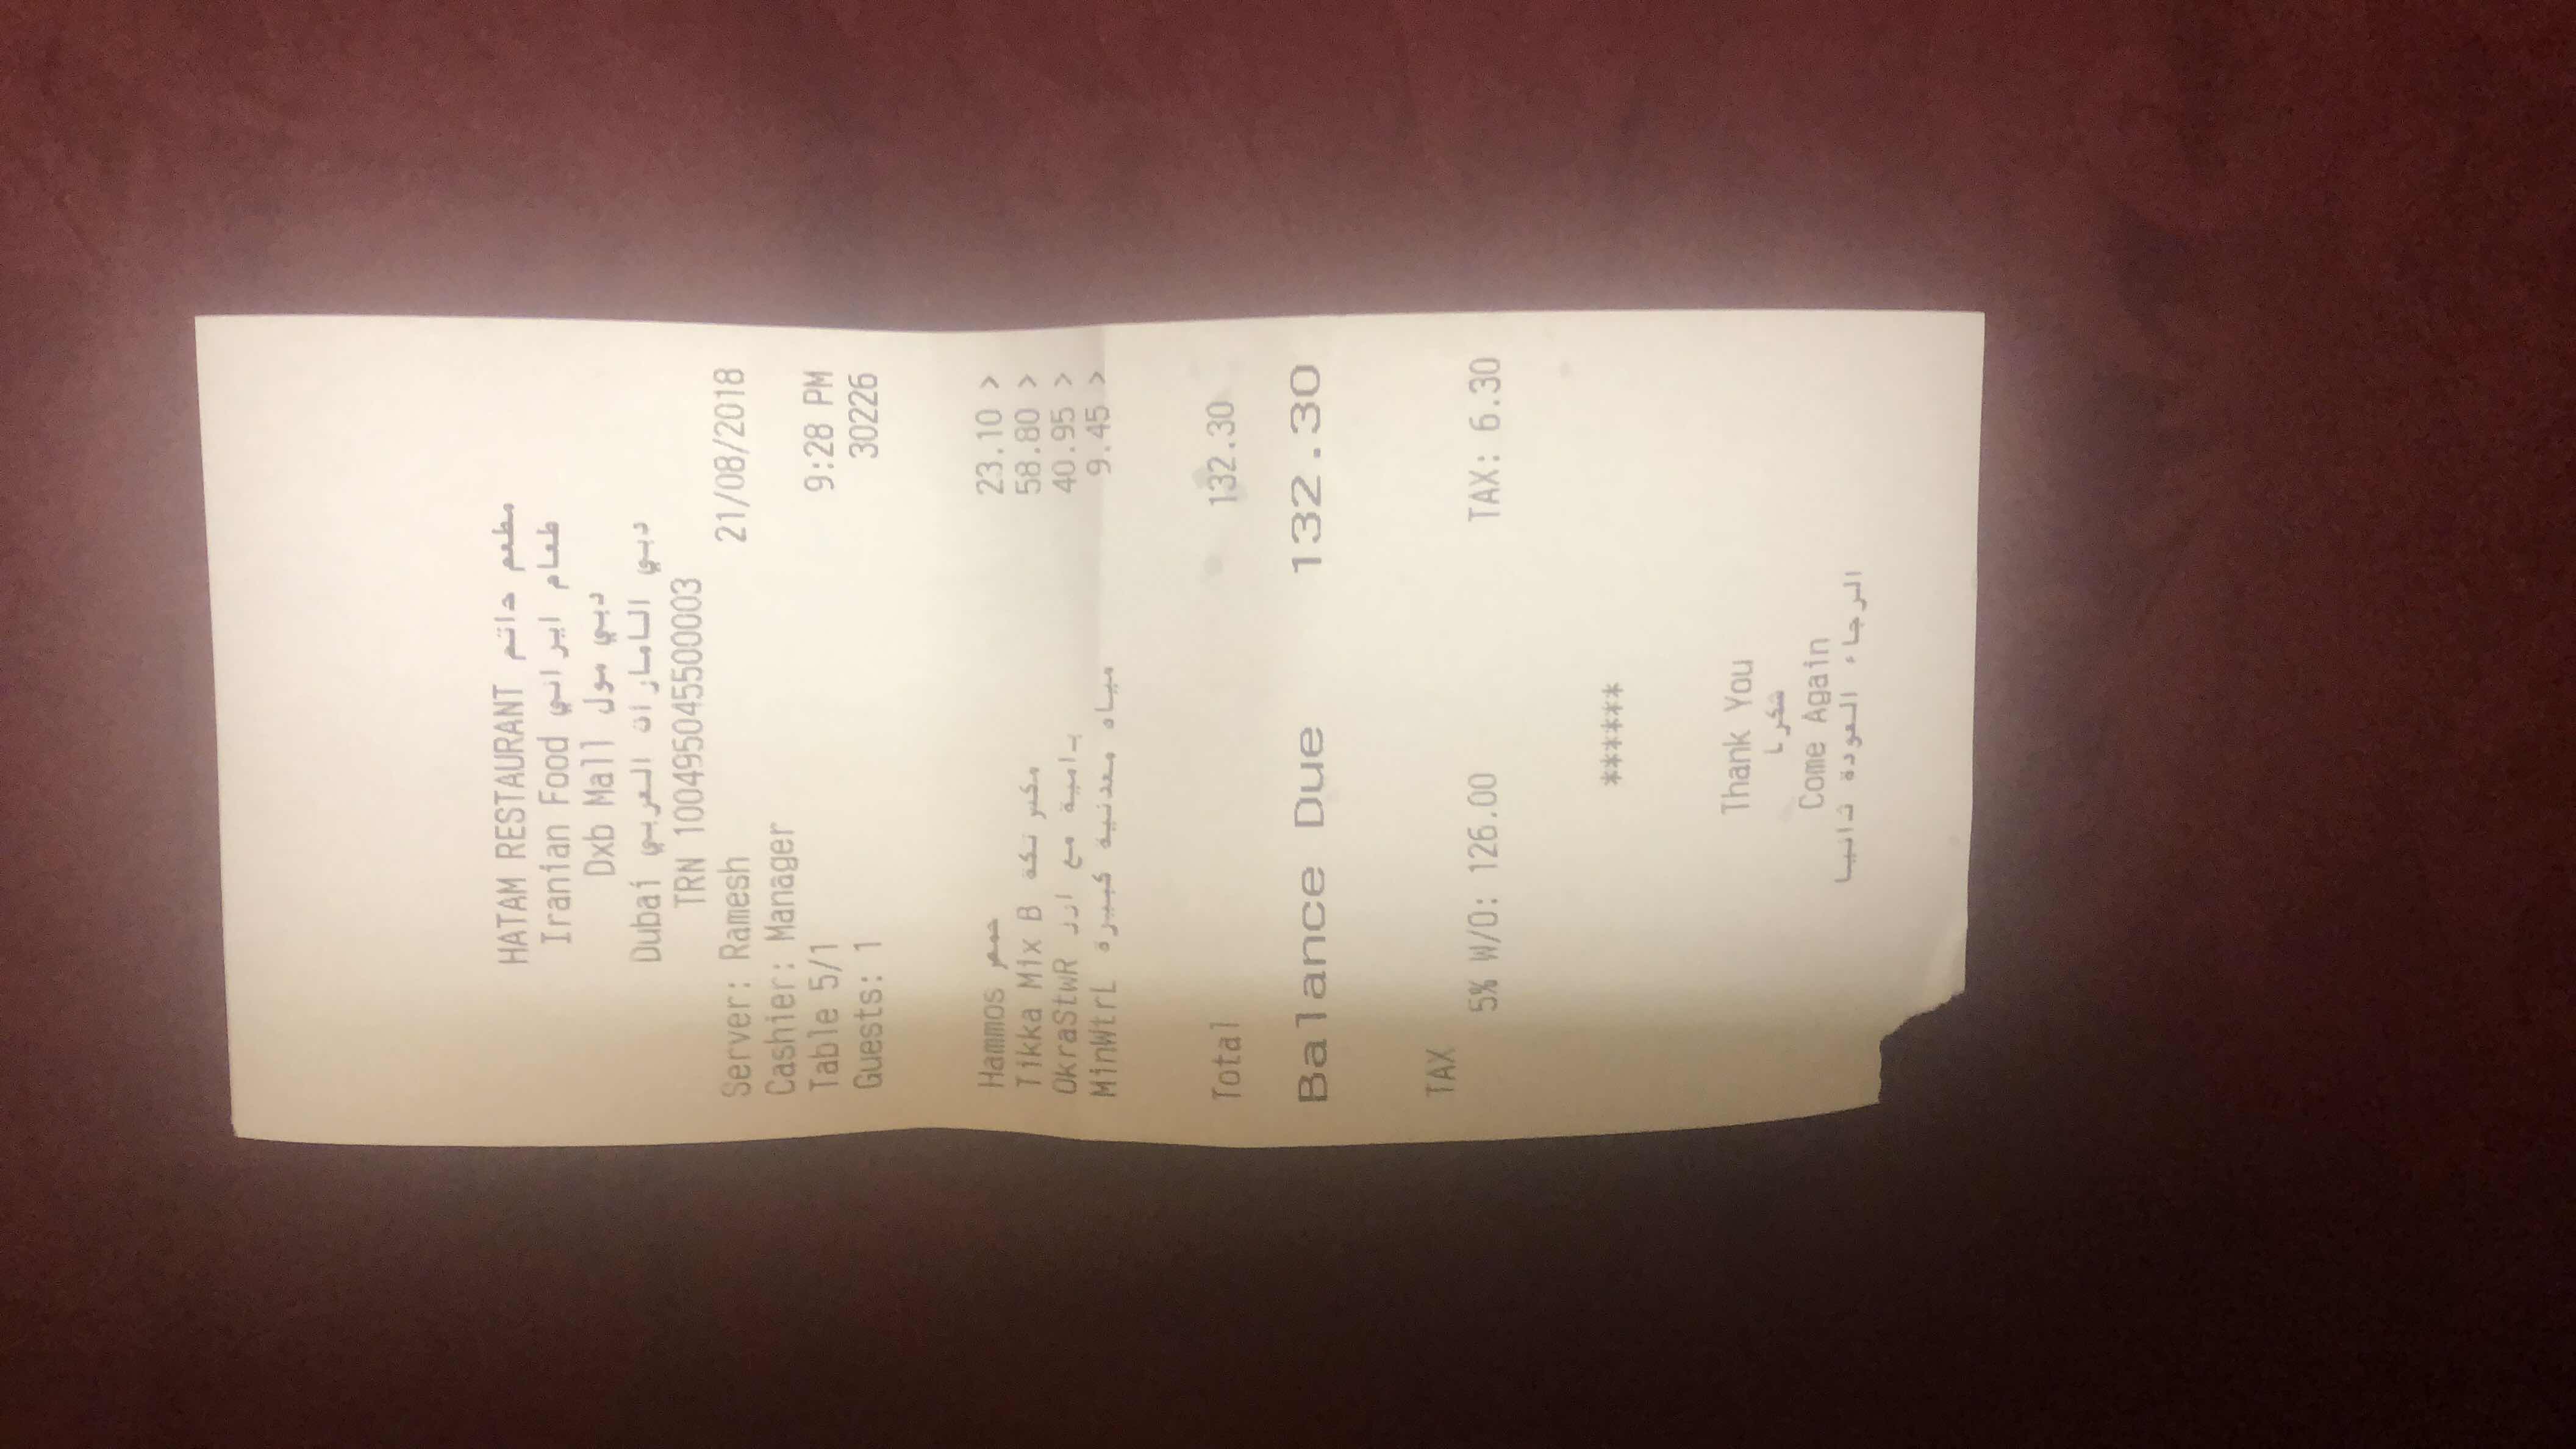 HATAM RESTAURANT مطعم حاتم
Iranian Food طعام ايراني
Dxb Mall دبي مول
Dubai دبي الامارات العربي
TRN 100495045500003
Server: Ramesh 21/08/2018
Cashier: Manager
Table 5/1 9:28 PM
Guests: 1 30226
Hammos حمص 23.10 >
Tikka Mix B مكس تكة 58.80 >
OkraStwR بامية مع ارز 40.95 >
MinWtrL مياه معدنيه كبيرة 9.45 >
Total 132.30
Balance Due 132.30
TAX
5% W/O: 126.00 TAX: 6.30
******
Thank You
شكرا
Come Again
الرجاء العودة ثانيا